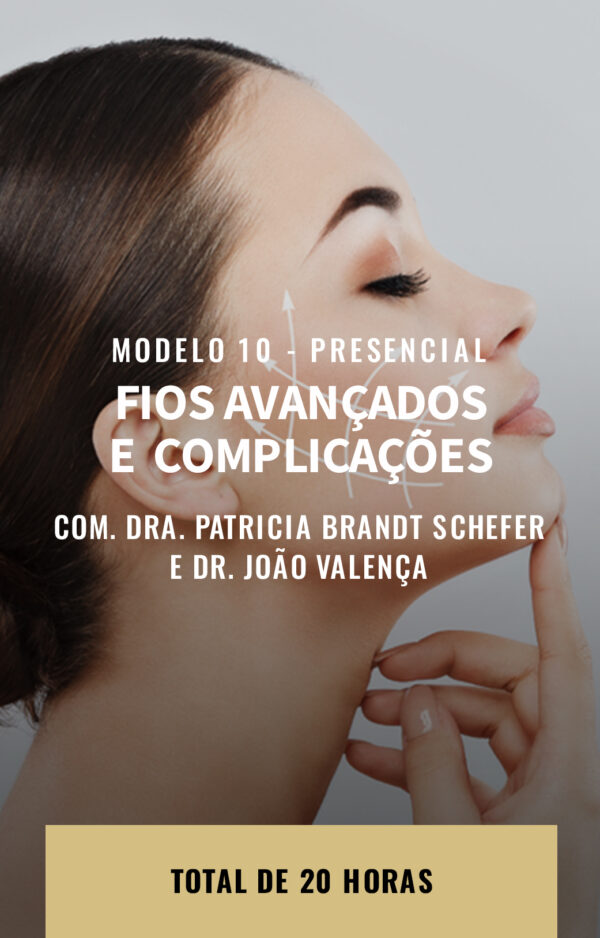 MODELO 10 - PRESENCIAL
FIOS AVANÇADOS
E COMPLICAÇÕES
COM. DRA. PATRICIA BRANDT SCHEFER
E DR. JOÃO VALENÇA
TOTAL DE 20 HORAS